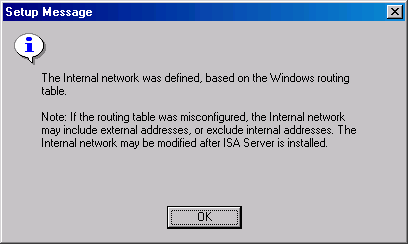 Setup Message
The Internal network was defined, based on the Windows routing
table.
Note: If the routing table was misconfigured, the Internal network
may include external addresses, or exclude internal addresses. The
Internal network may be modified after ISA Server is installed.
OK